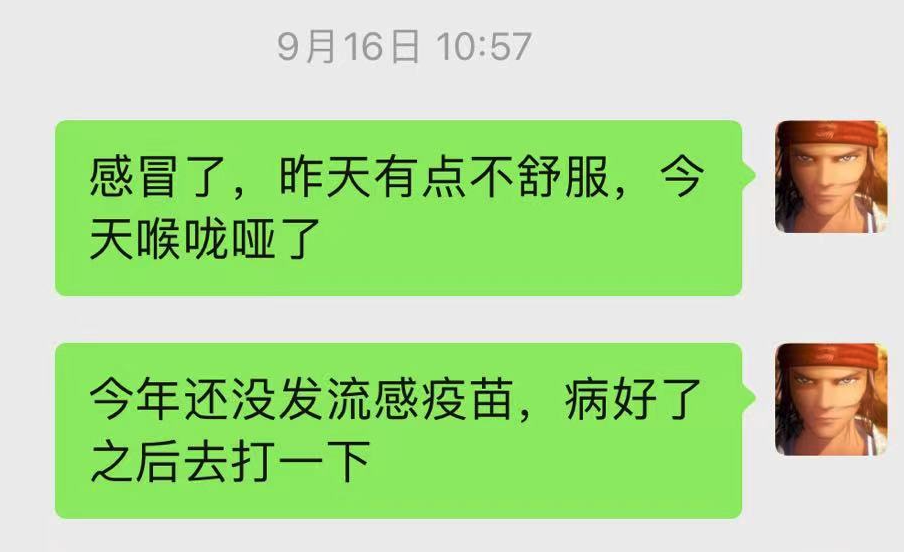 9月16日 10:57
感冒了，昨天有点不舒服，今
天喉咙哑了
今年还没发流感疫苗，病好了
之后去打一下